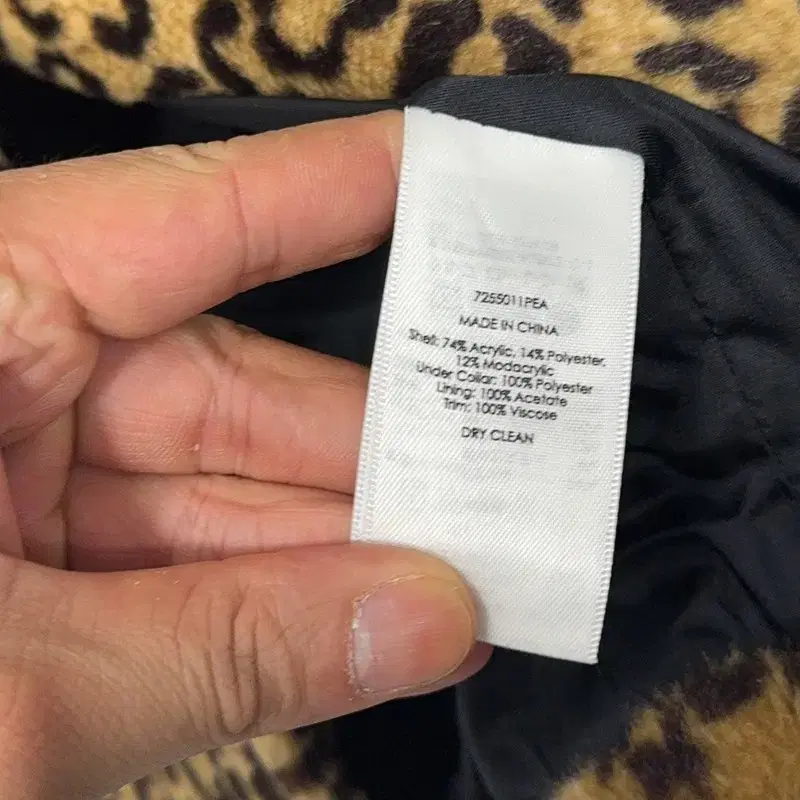 7255011PEA
MADE IN CHINA
Shell: 74% Acrylic, 14% Polyester,
12% Modacrylic
Under Collar: 100% Polyester
Lining: 100% Acetate
Trim: 100% Viscose
DRY CLEAN